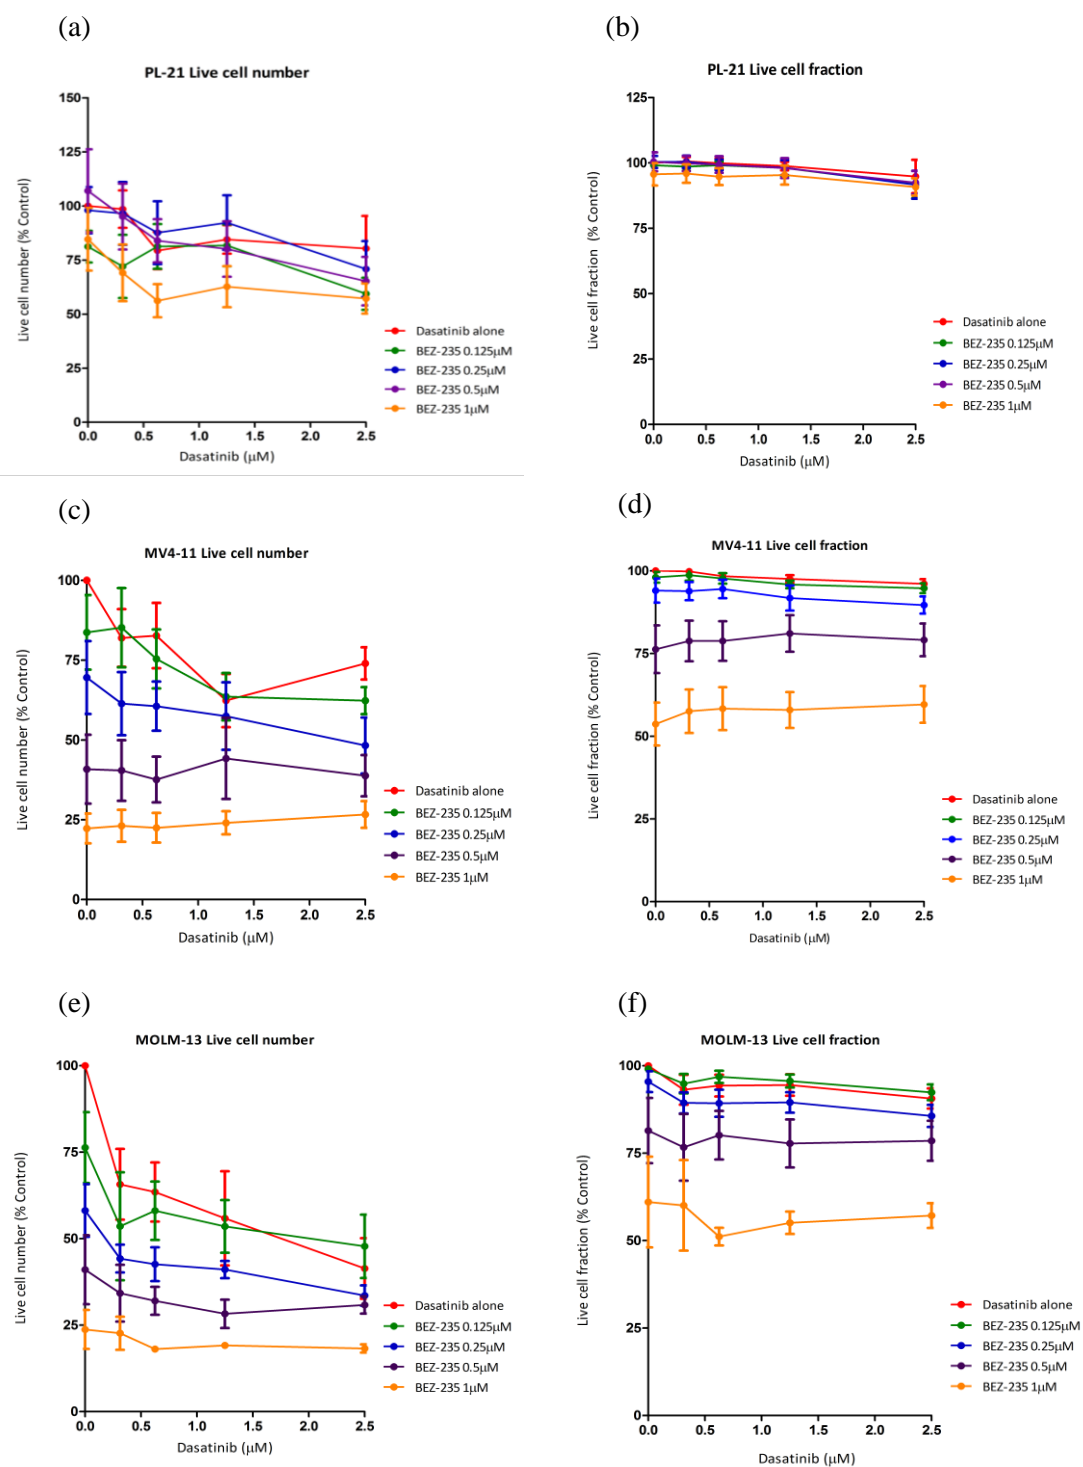 (a)
PL-21 Live cell number
Live cell number (% Control)
150
125
100
75
50
25
0
0.0 0.5 1.0 1.5 2.0 2.5
Dasatinib (μM)
Dasatinib alone
BEZ-235 0.125μM
BEZ-235 0.25μM
BEZ-235 0.5μM
BEZ-235 1μM
(b)
PL-21 Live cell fraction
Live cell fraction (% Control)
125
100
75
50
25
0
0.0 0.5 1.0 1.5 2.0 2.5
Dasatinib (μM)
Dasatinib alone
BEZ-235 0.125μM
BEZ-235 0.25μM
BEZ-235 0.5μM
BEZ-235 1μM
(c)
MV4-11 Live cell number
Live cell number (% Control)
100
75
50
25
0
0.0 0.5 1.0 1.5 2.0 2.5
Dasatinib (μM)
Dasatinib alone
BEZ-235 0.125μM
BEZ-235 0.25μM
BEZ-235 0.5μM
BEZ-235 1μM
(d)
MV4-11 Live cell fraction
Live cell fraction (% Control)
100
75
50
25
0
0.0 0.5 1.0 1.5 2.0 2.5
Dasatinib (μM)
Dasatinib alone
BEZ-235 0.125μM
BEZ-235 0.25μM
BEZ-235 0.5μM
BEZ-235 1μM
(e)
MOLM-13 Live cell number
Live cell number (% Control)
100
75
50
25
0
0.0 0.5 1.0 1.5 2.0 2.5
Dasatinib (μM)
Dasatinib alone
BEZ-235 0.125μM
BEZ-235 0.25μM
BEZ-235 0.5μM
BEZ-235 1μM
(f)
MOLM-13 Live cell fraction
Live cell fraction (% Control)
100
75
50
25
0
0.0 0.5 1.0 1.5 2.0 2.5
Dasatinib (μM)
Dasatinib alone
BEZ-235 0.125μM
BEZ-235 0.25μM
BEZ-235 0.5μM
BEZ-235 1μM